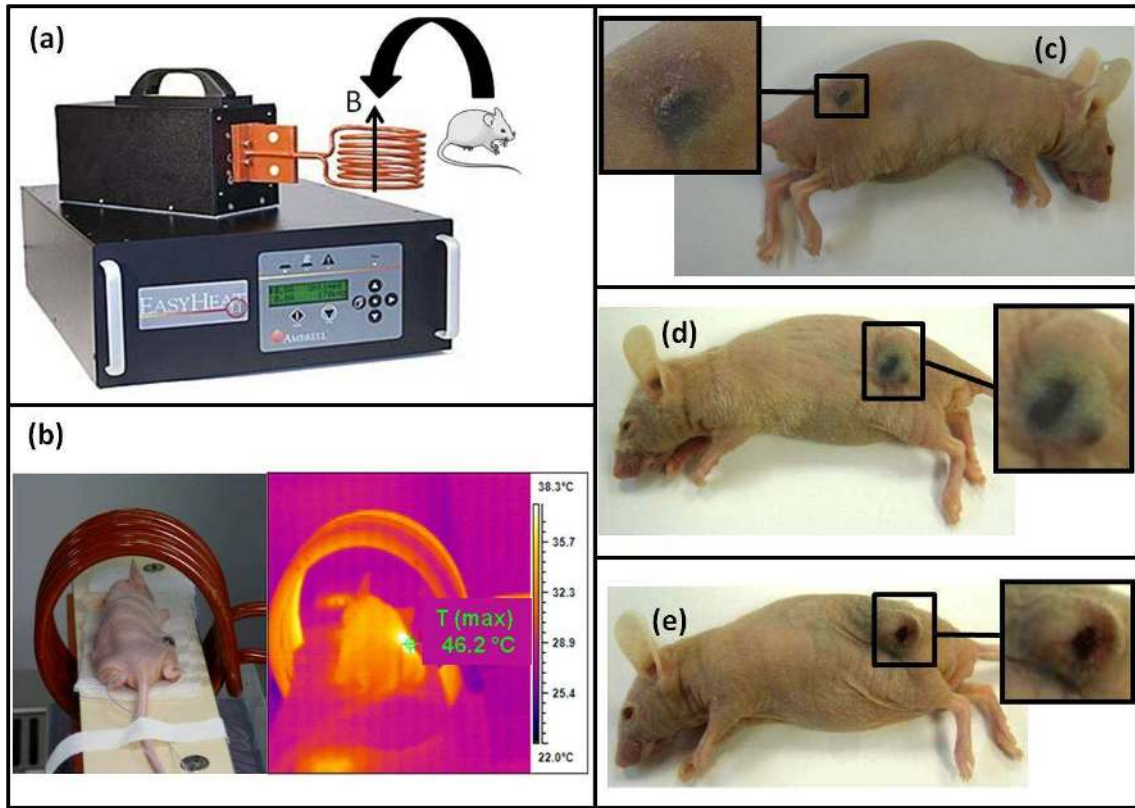 (a)
B
EASYHEAT
AMBRELL
(b)
38.3°C
35.7
32.3
28.9
25.4
22.0°C
T (max)
46.2 °C
(c)
(d)
(e)